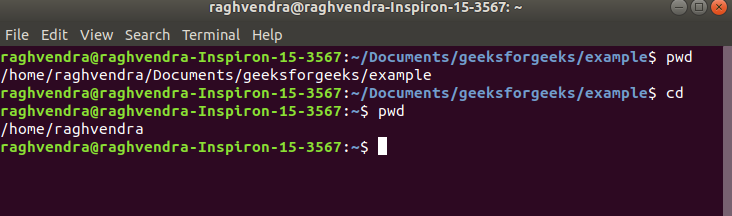 raghvendra@raghvendra-Inspiron-15-3567: ~
File Edit View Search Terminal Help
raghvendra@raghvendra-Inspiron-15-3567:~/Documents/geeksforgeeks/example$ pwd
/home/raghvendra/Documents/geeksforgeeks/example
raghvendra@raghvendra-Inspiron-15-3567:~/Documents/geeksforgeeks/example$ cd
raghvendra@raghvendra-Inspiron-15-3567:~$ pwd
/home/raghvendra
raghvendra@raghvendra-Inspiron-15-3567:~$